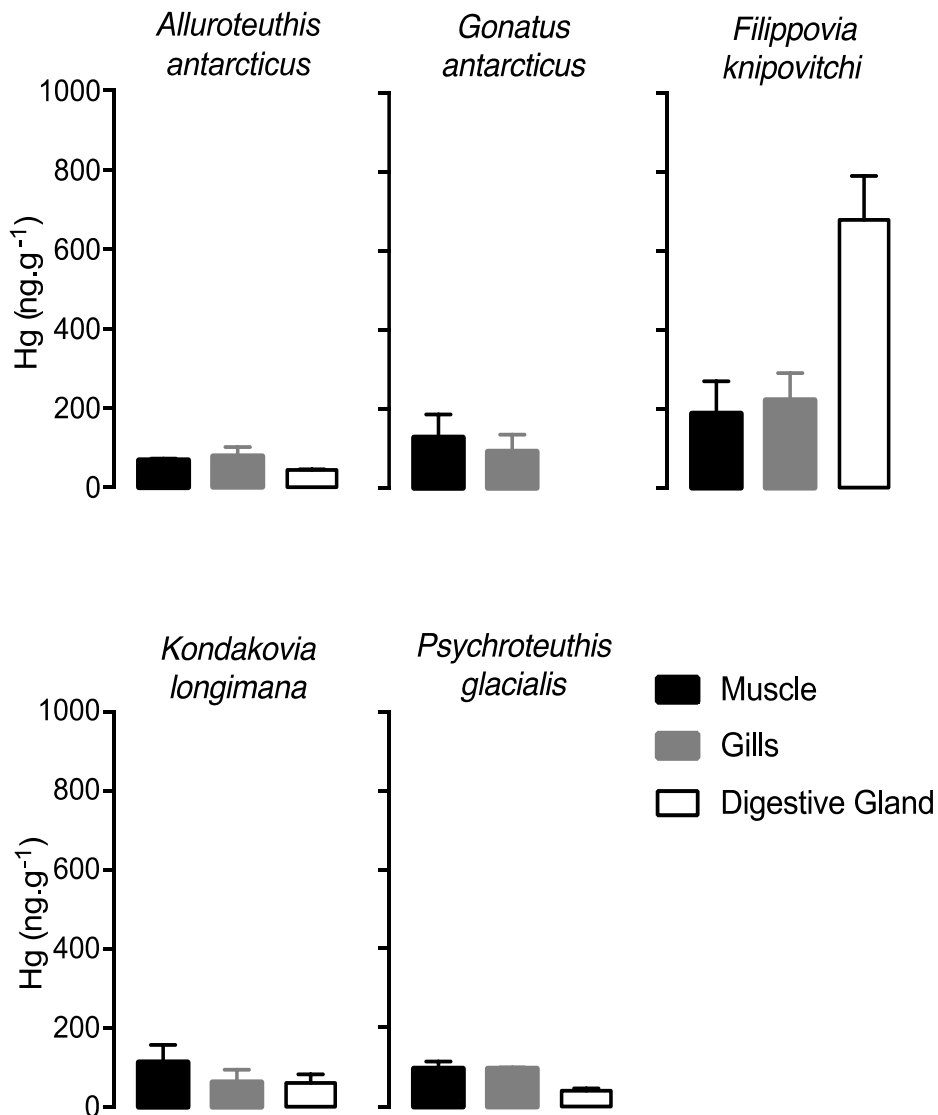 Alluroteuthis
antarcticus
Gonatus
antarcticus
Filippovia
knipovitchi
1000
800
600
400
200
0
Hg (ng.g⁻¹)
Kondakovia
longimana
Psychroteuthis
glacialis
1000
800
600
400
200
0
Hg (ng.g⁻¹)
Muscle
Gills
Digestive Gland